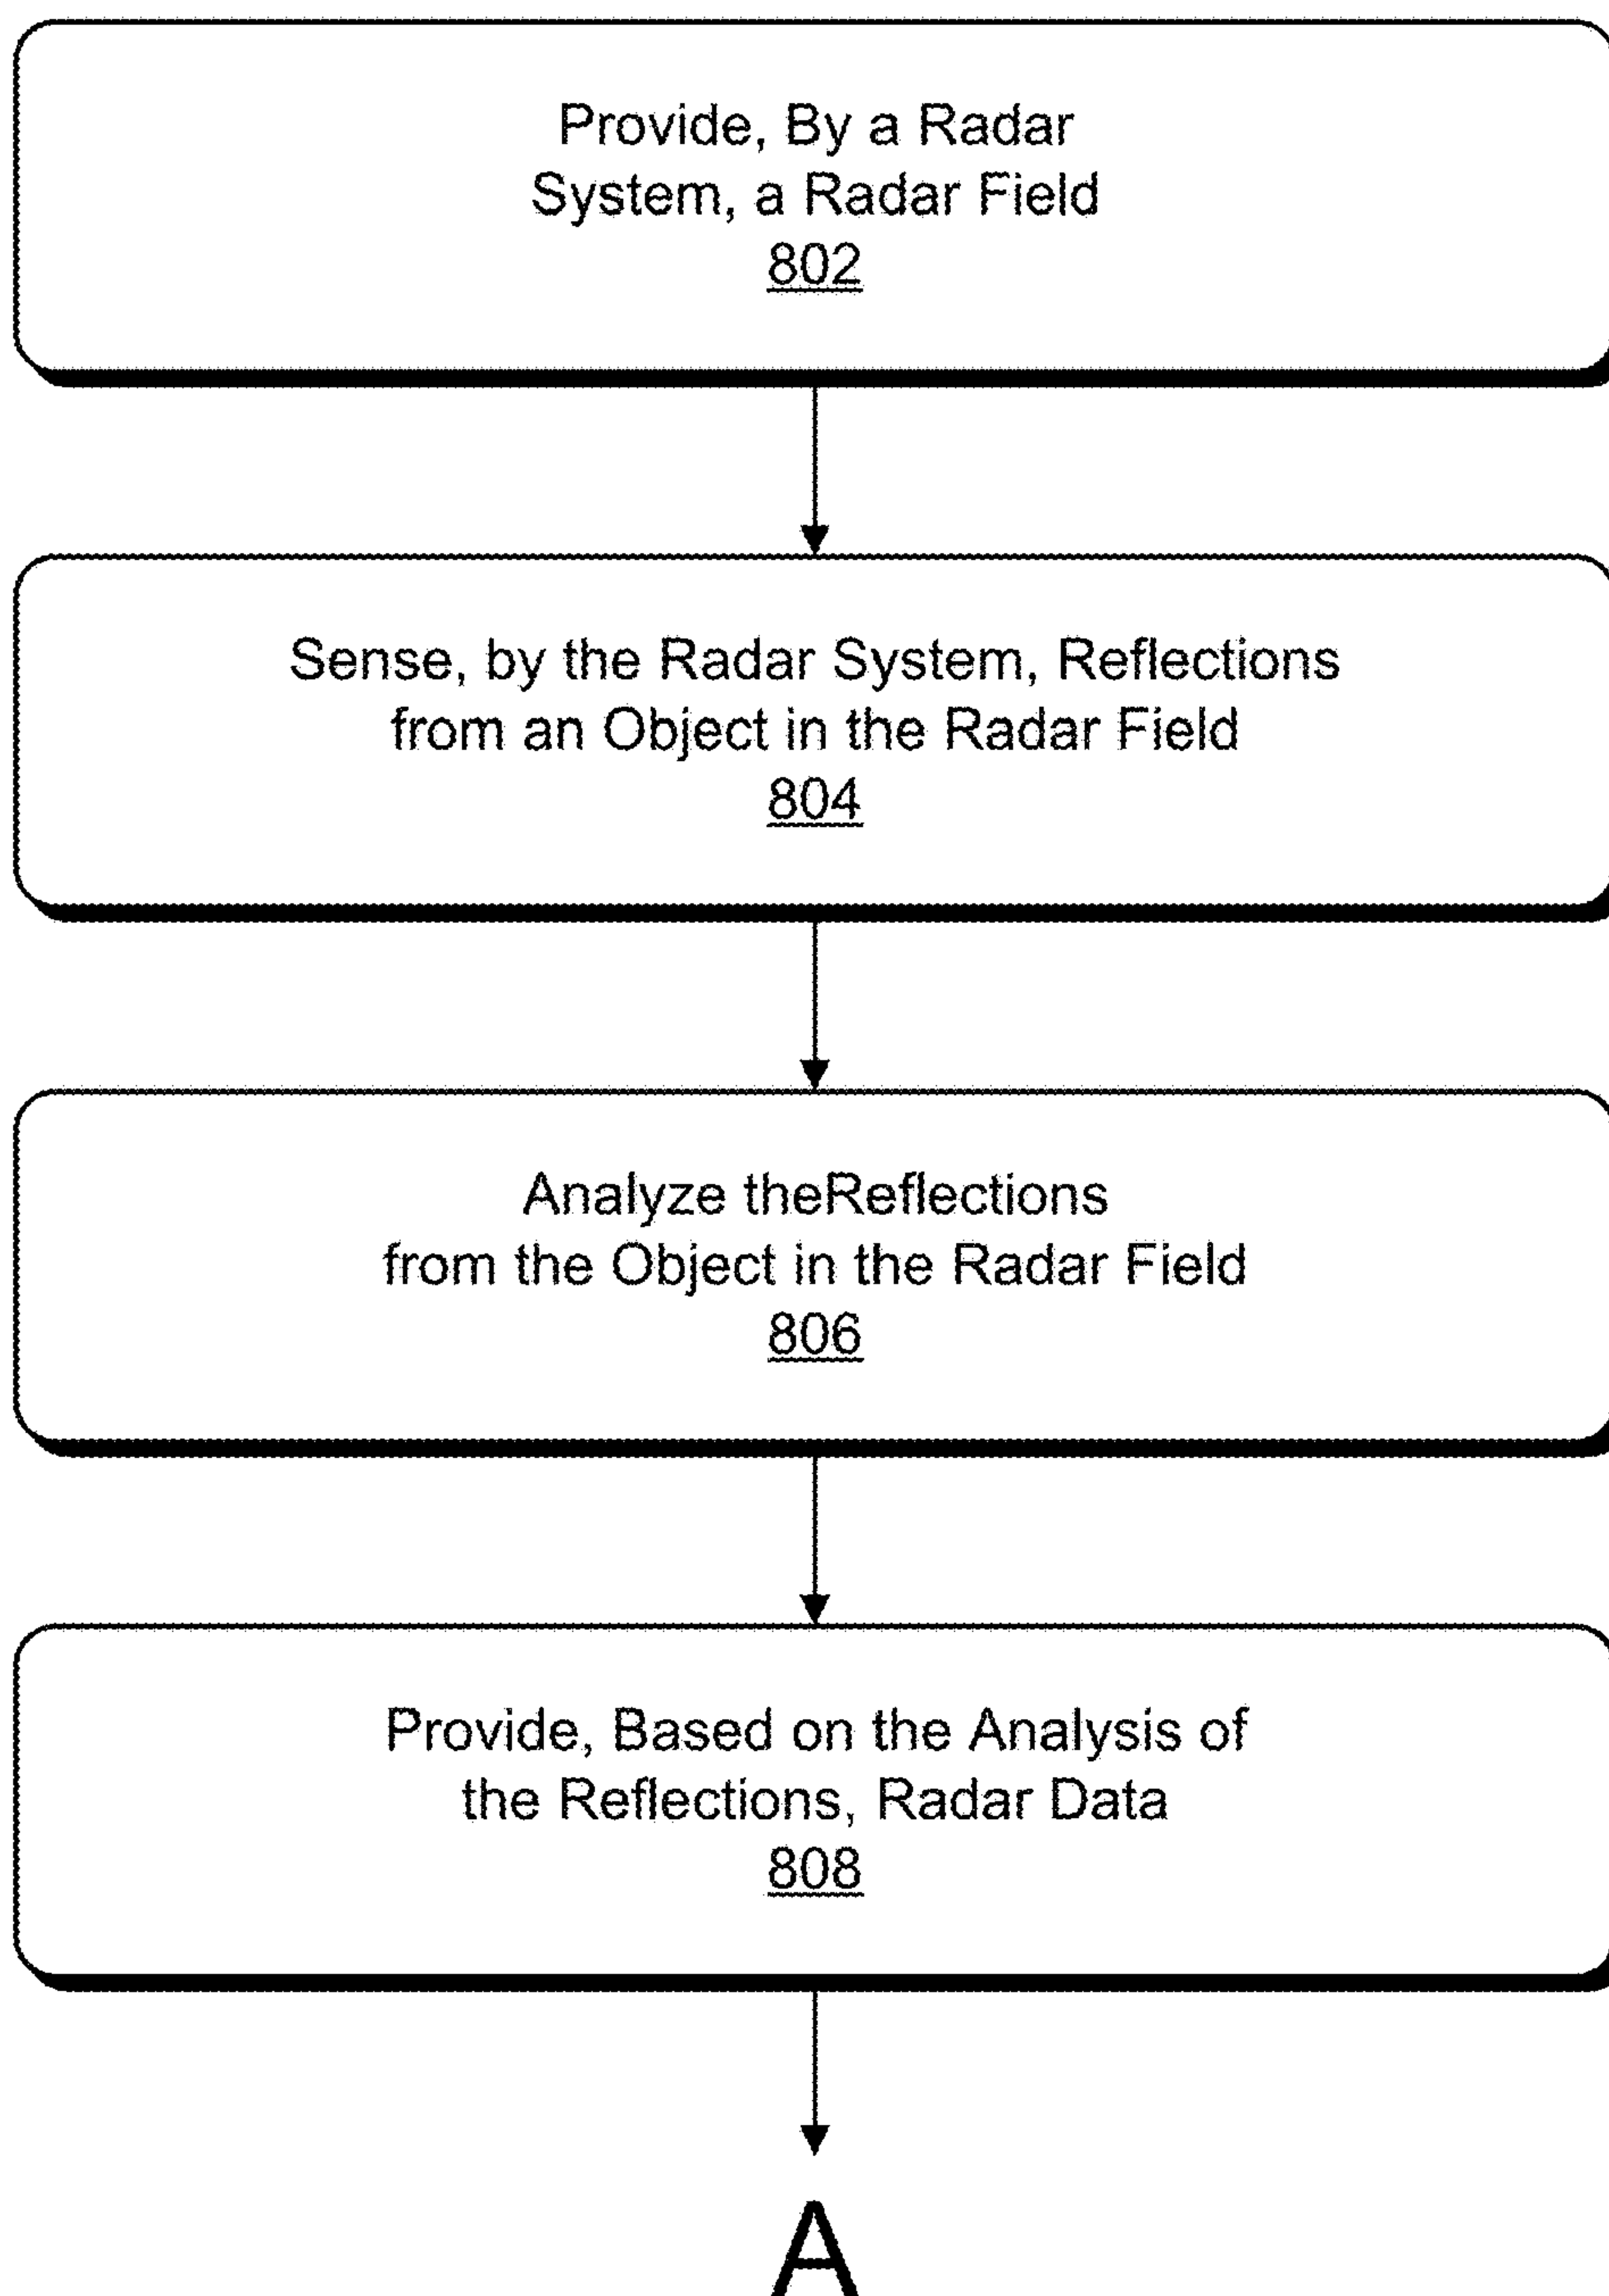 Provide, By a Radar
System, a Radar Field
802
Sense, by the Radar System, Reflections
from an Object in the Radar Field
804
Analyze theReflections
from the Object in the Radar Field
806
Provide, Based on the Analysis of
the Reflections, Radar Data
808
A